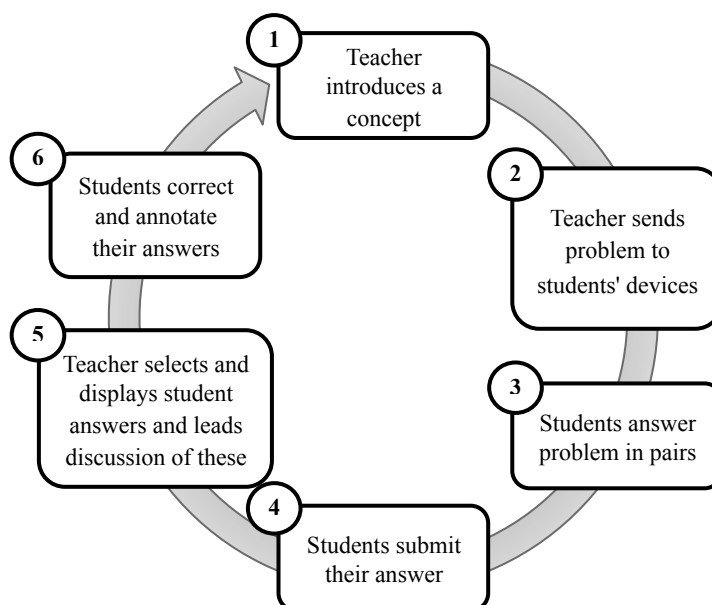 1
Teacher
introduces a
concept
2
Teacher sends
problem to
students' devices
3
Students answer
problem in pairs
4
Students submit
their answer
5
Teacher selects and
displays student
answers and leads
discussion of these
6
Students correct
and annotate
their answers